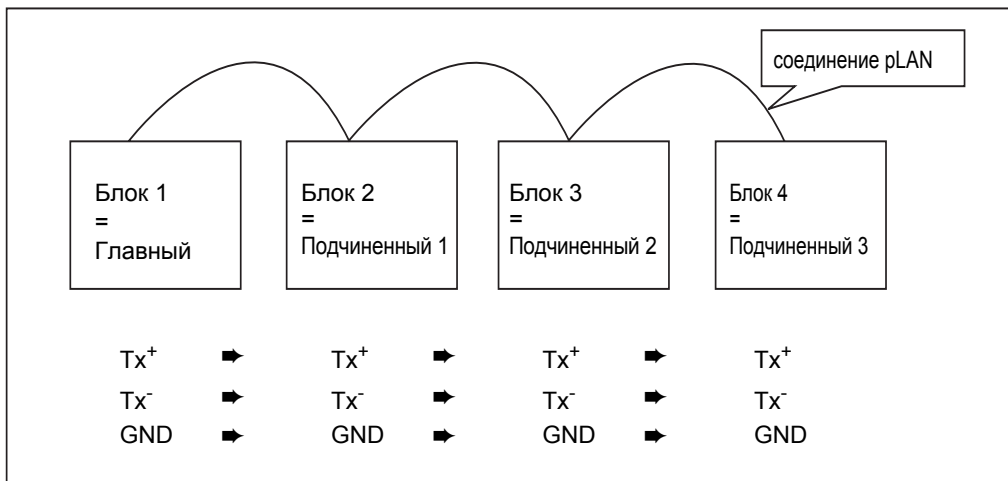 соединение pLAN
Блок 1
=
Главный
Блок 2
=
Подчиненный 1
Блок 3
=
Подчиненный 2
Блок 4
=
Подчиненный 3
Tx⁺ ➨ Tx⁺ ➨ Tx⁺ ➨ Tx⁺
Tx⁻ ➨ Tx⁻ ➨ Tx⁻ ➨ Tx⁻
GND ➨ GND ➨ GND ➨ GND